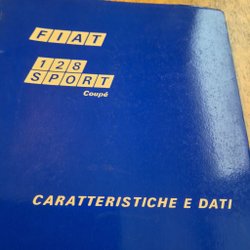 FIAT
128
SPORT
Coupé
CARATTERISTICHE E DATI